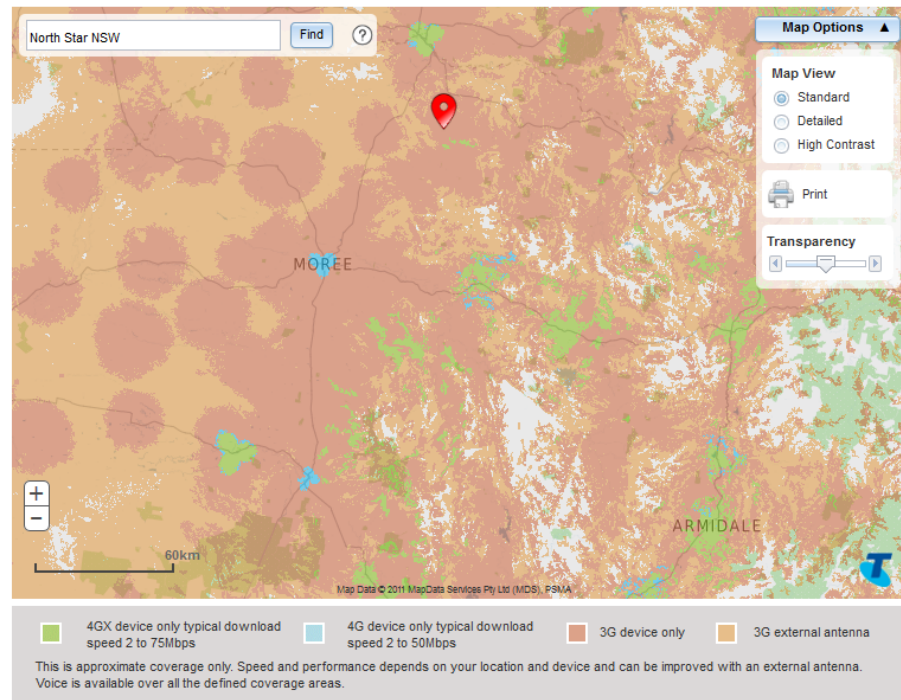 North Star NSW
Find
?
Map Options ▲
Map View
Standard
Detailed
High Contrast
Print
Transparency
MOREE
ARMIDALE
+
−
60km
Map Data © 2011 MapData Services Pty Ltd (MDS), PSMA
T
4GX device only typical download
speed 2 to 75Mbps
4G device only typical download
speed 2 to 50Mbps
3G device only
3G external antenna
This is approximate coverage only. Speed and performance depends on your location and device and can be improved with an external antenna.
Voice is available over all the defined coverage areas.